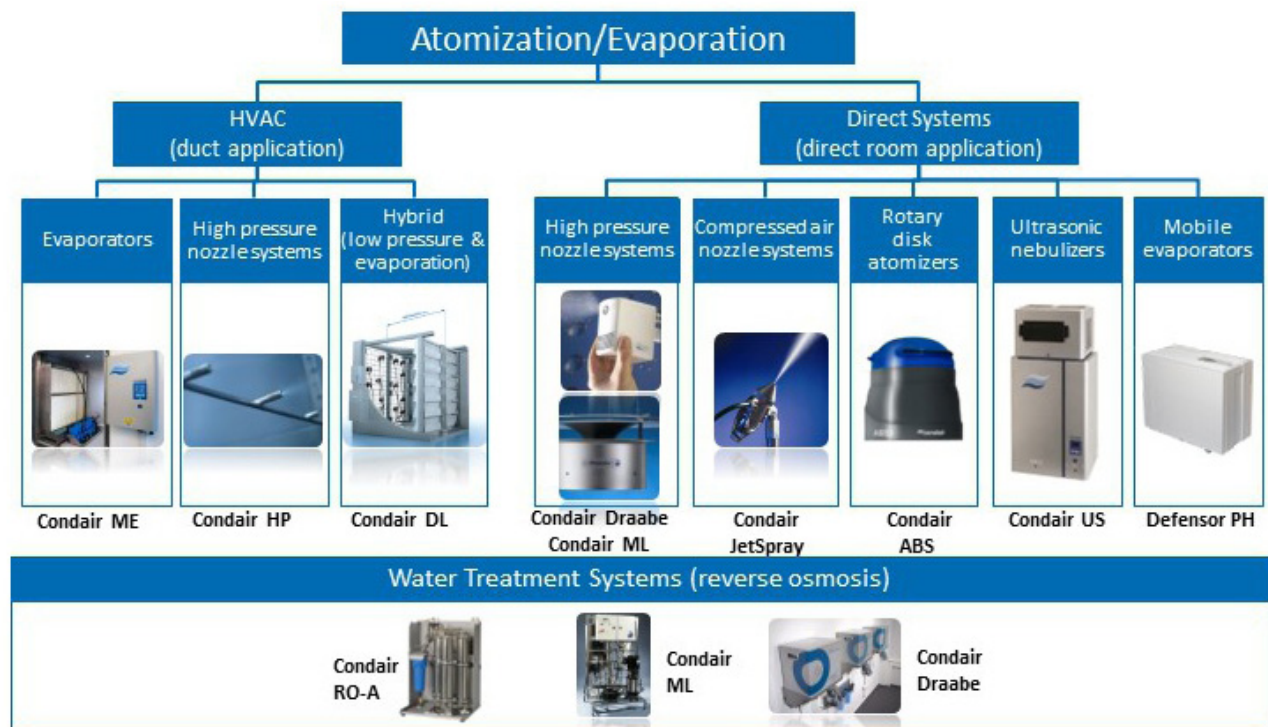 Atomization/Evaporation
HVAC
(duct application)
Direct Systems
(direct room application)
Evaporators
High pressure
nozzle systems
Hybrid
(low pressure &
evaporation)
High pressure
nozzle systems
Compressed air
nozzle systems
Rotary
disk
atomizers
Ultrasonic
nebulizers
Mobile
evaporators
Condair ME
Condair HP
Condair DL
Condair Draabe
Condair ML
Condair
JetSpray
Condair
ABS
Condair US
Defensor PH
Water Treatment Systems (reverse osmosis)
Condair
RO-A
Condair
ML
Condair
Draabe